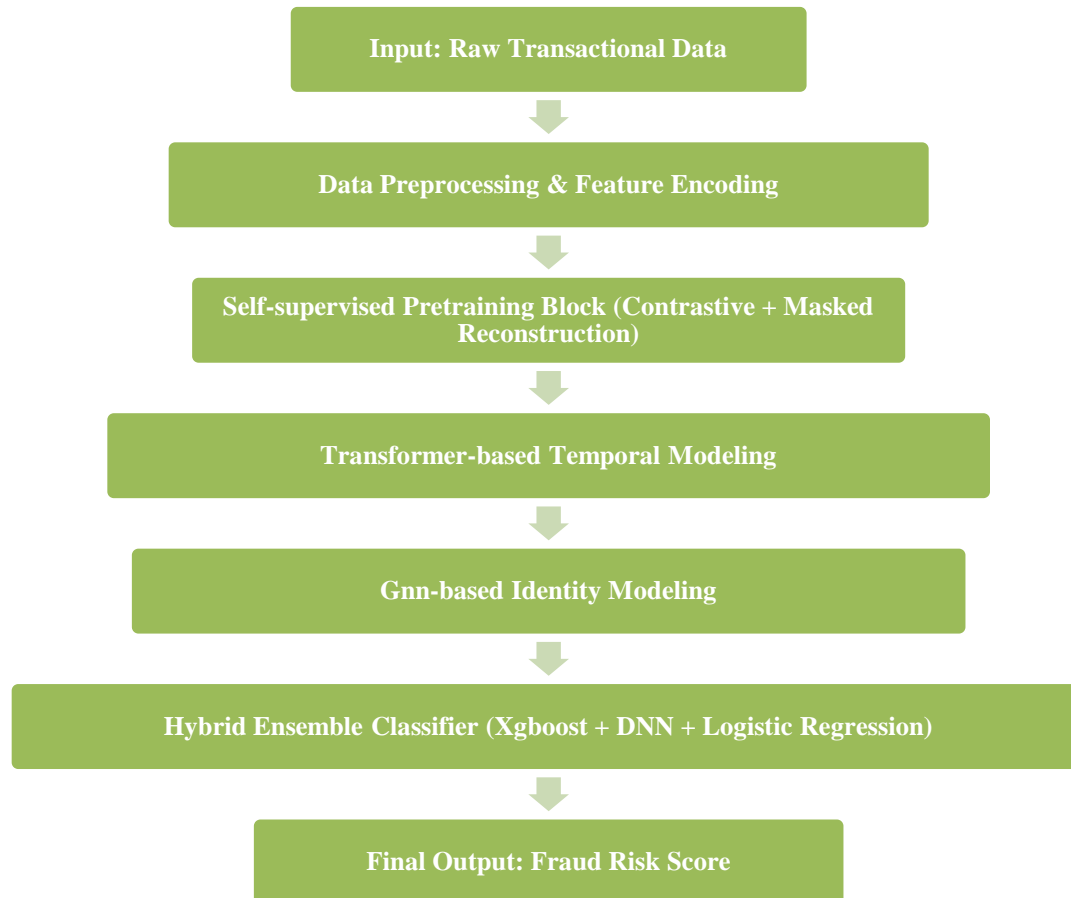 Input: Raw Transactional Data
Data Preprocessing & Feature Encoding
Self-supervised Pretraining Block (Contrastive + Masked
Reconstruction)
Transformer-based Temporal Modeling
Gnn-based Identity Modeling
Hybrid Ensemble Classifier (Xgboost + DNN + Logistic Regression)
Final Output: Fraud Risk Score